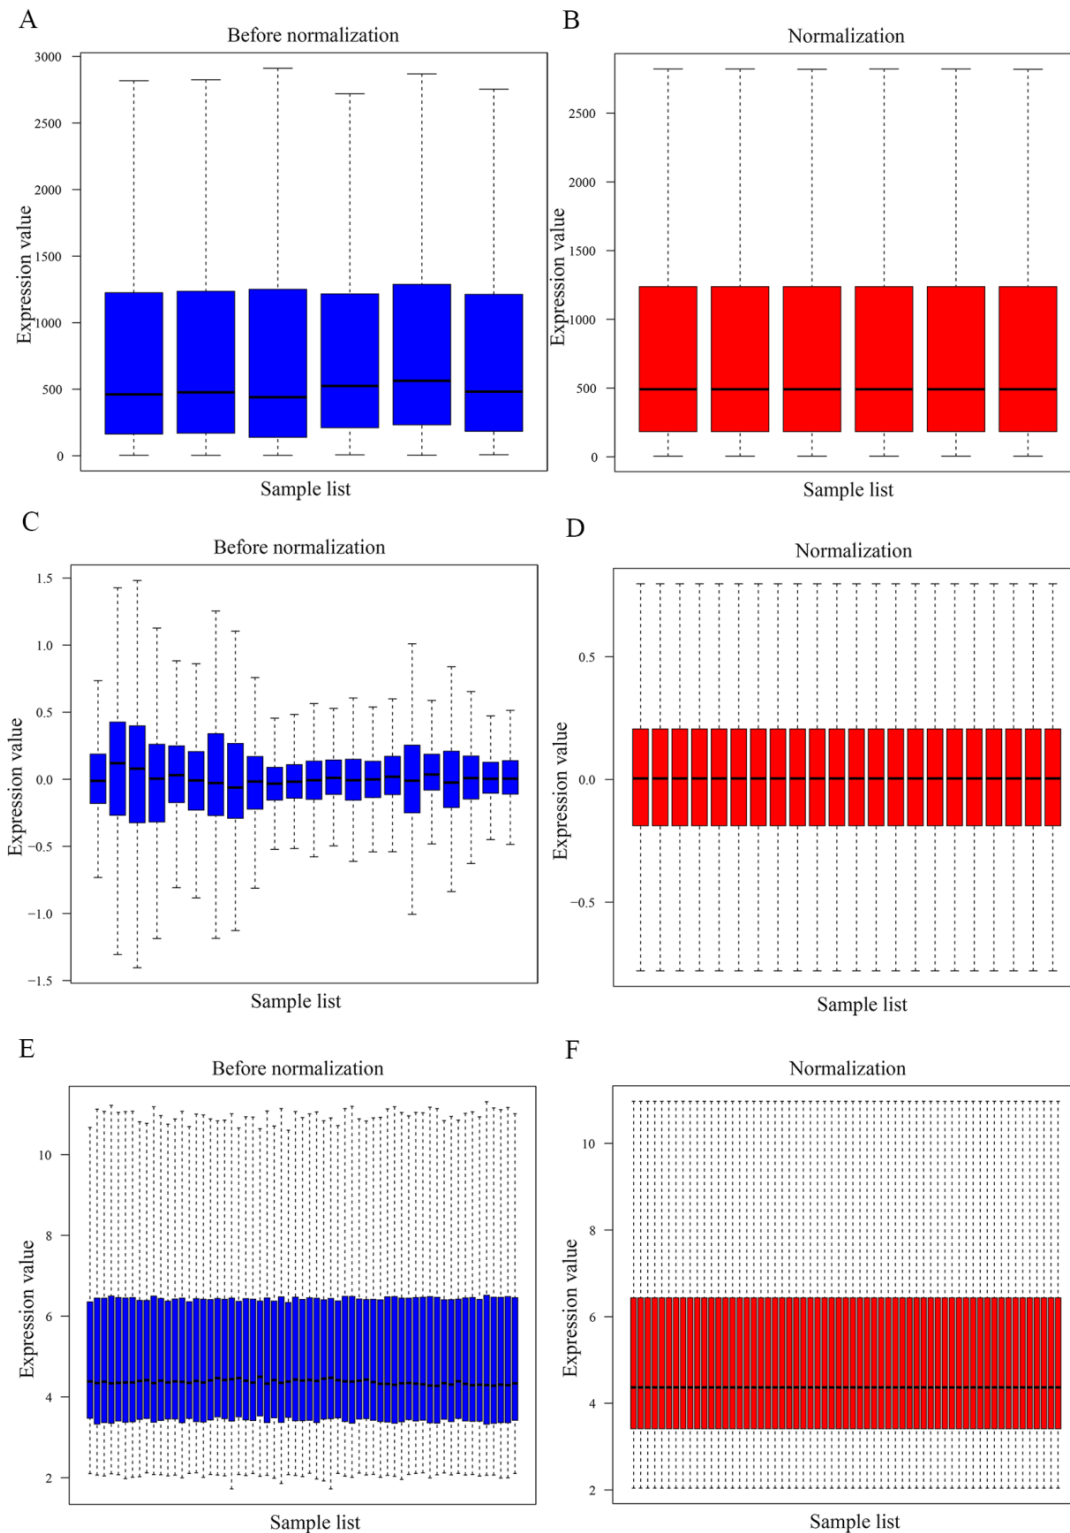 A
Before normalization
3000
2500
2000
1500
1000
500
0
Expression value
Sample list
B
Normalization
2500
2000
1500
1000
500
0
Expression value
Sample list
C
Before normalization
1.5
1.0
0.5
0.0
−0.5
−1.0
−1.5
Expression value
Sample list
D
Normalization
0.5
0.0
−0.5
Expression value
Sample list
E
Before normalization
10
8
6
4
2
Expression value
Sample list
F
Normalization
10
8
6
4
2
Expression value
Sample list